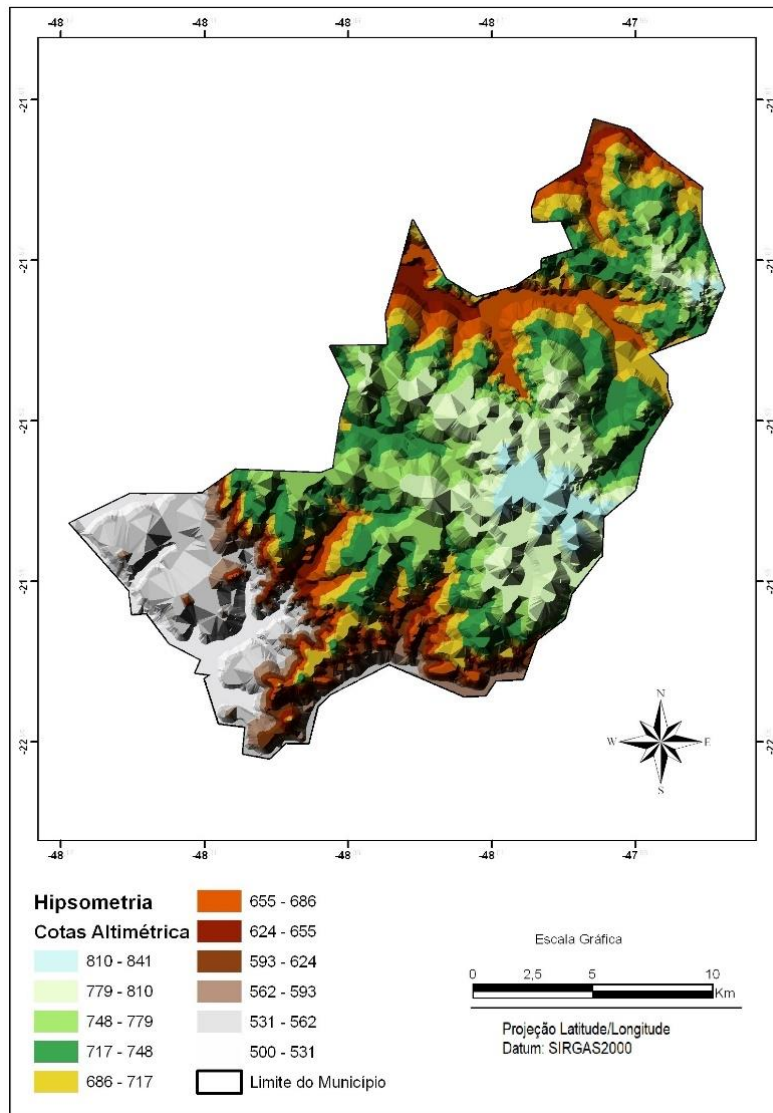 -48
-48
-48
-48
-47
-21
-21
-21
-21
-21
-21
-21
-21
-22
-22
N
W
E
S
-48
-48
-48
-48
-47
Hipsometria
Cotas Altimétrica
810 - 841
779 - 810
748 - 779
717 - 748
686 - 717
655 - 686
624 - 655
593 - 624
562 - 593
531 - 562
500 - 531
Limite do Municipio
Escala Gráfica
0 2,5 5 10
Km
Projeção Latitude/Longitude
Datum: SIRGAS2000